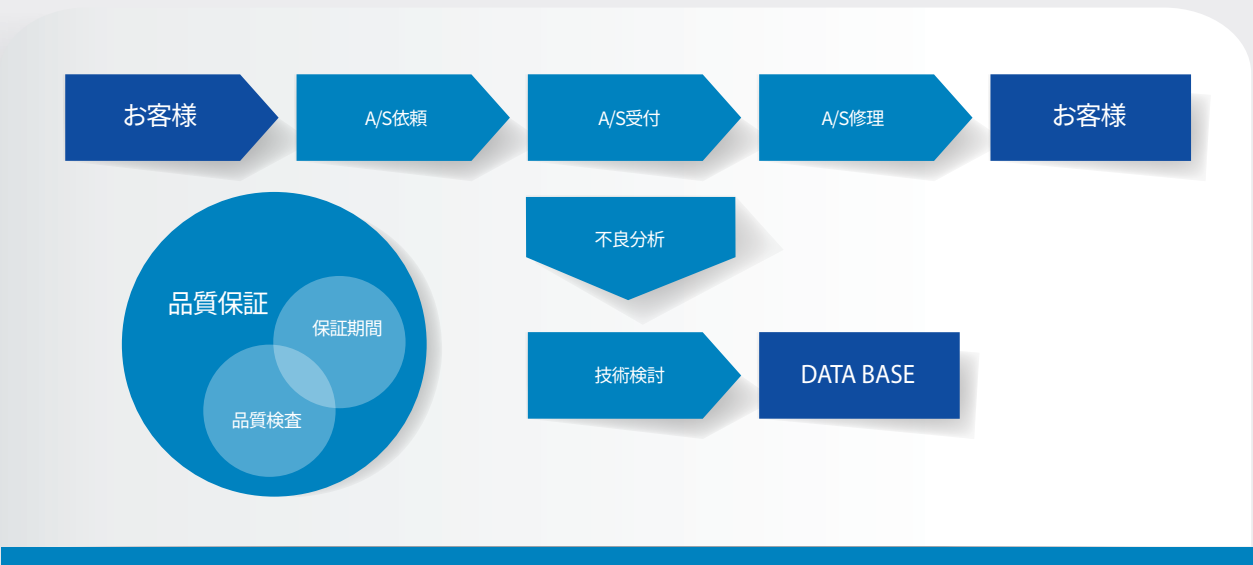 お客様
A/S依頼
A/S受付
A/S修理
お客様
不良分析
品質保証
保証期間
技術検討
DATA BASE
品質検査